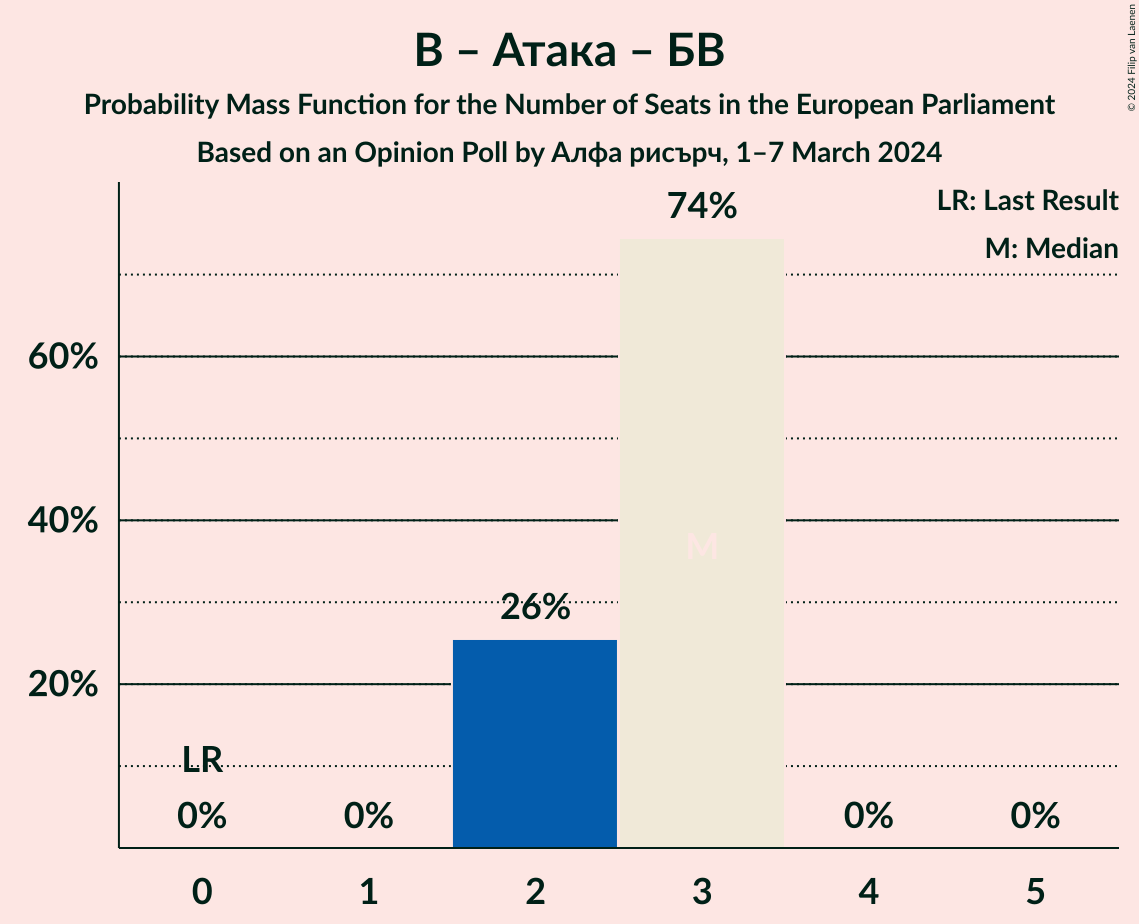 В – Атака – БВ
Probability Mass Function for the Number of Seats in the European Parliament
Based on an Opinion Poll by Алфа рисърч, 1–7 March 2024
© 2024 Filip van Laenen
LR: Last Result
M: Median
74%
60%
40%
M
26%
20%
LR
0% 0% 0% 0%
0 1 2 3 4 5